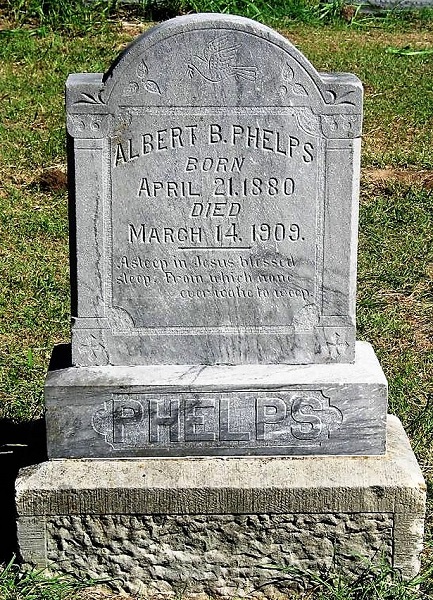 ALBERT B. PHELPS
BORN
APRIL 21. 1880
DIED
MARCH 14. 1909.
Asleep in Jesus blessed
sleep. From which none
ever to weep.
PHELPS